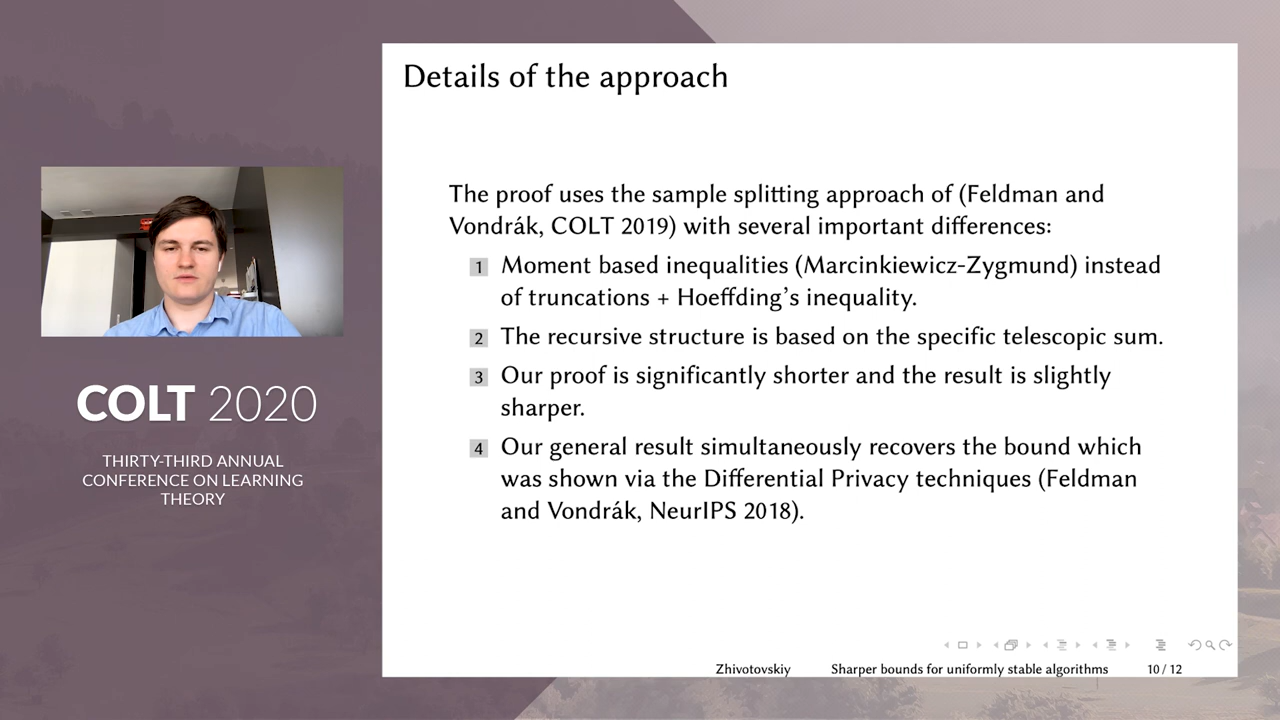 Details of the approach
The proof uses the sample splitting approach of (Feldman and
Vondrák, COLT 2019) with several important differences:
1 Moment based inequalities (Marcinkiewicz-Zygmund) instead
of truncations + Hoeffding's inequality.
2 The recursive structure is based on the specific telescopic sum.
3 Our proof is significantly shorter and the result is slightly
sharper.
4 Our general result simultaneously recovers the bound which
was shown via the Differential Privacy techniques (Feldman
and Vondrák, NeurIPS 2018).
Zhivotovskiy Sharper bounds for uniformly stable algorithms 10 / 12
COLT 2020
THIRTY-THIRD ANNUAL
CONFERENCE ON LEARNING
THEORY